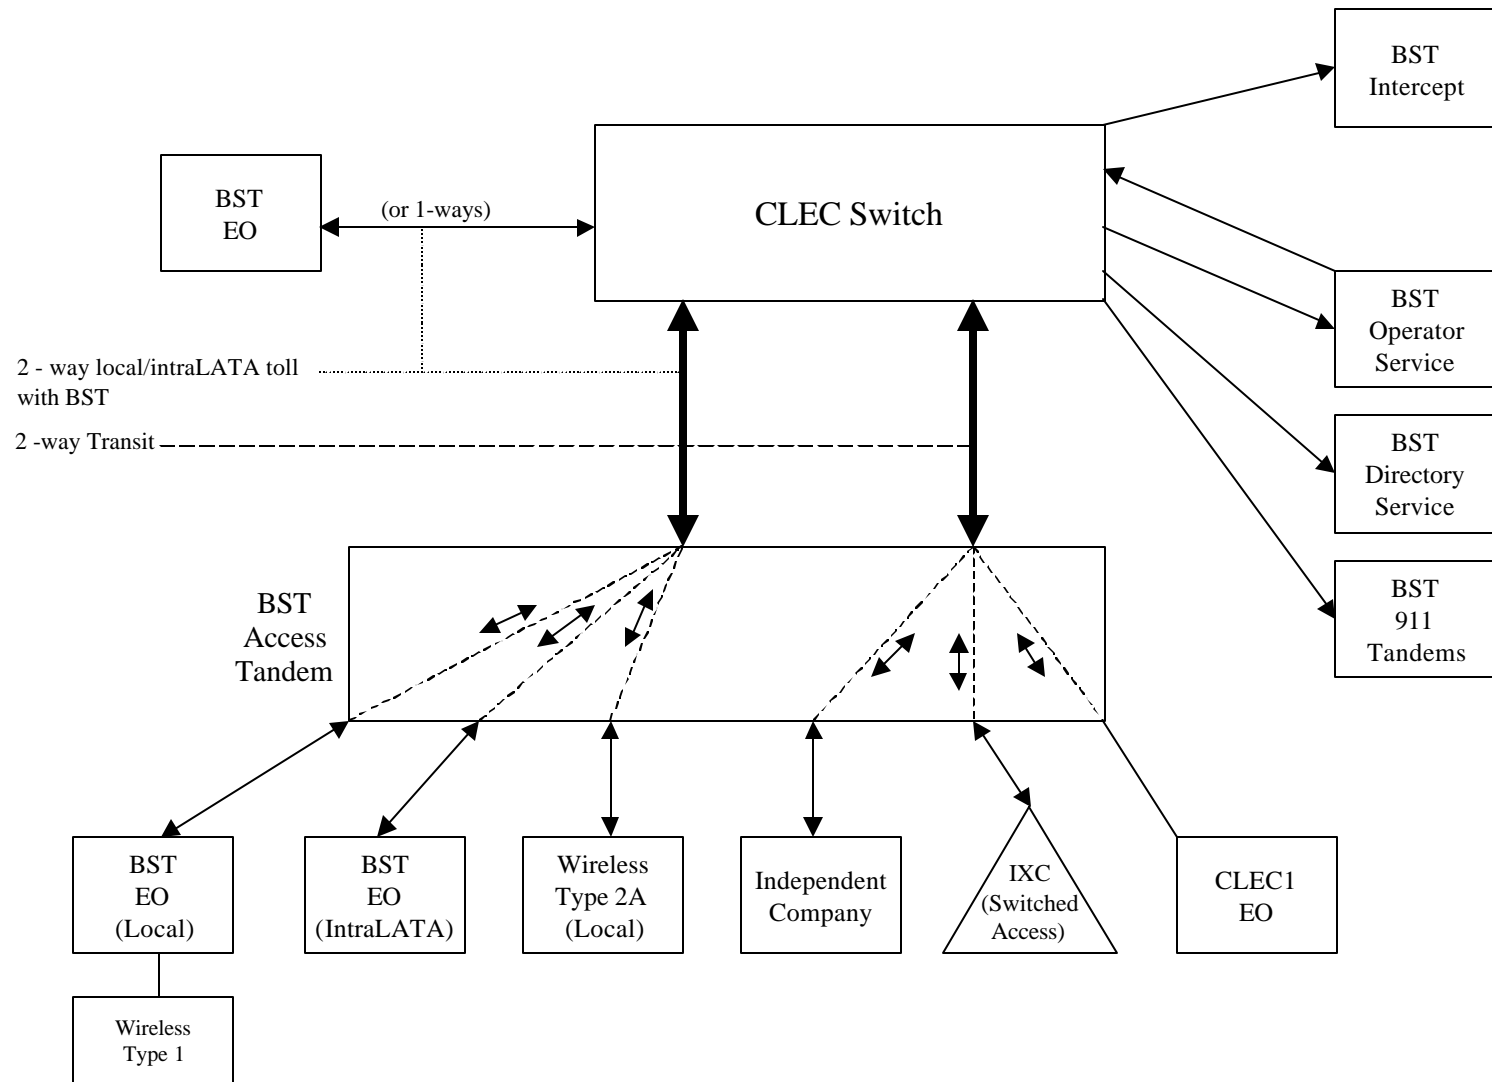 BST
Intercept
BST
EO
(or 1-ways)
CLEC Switch
BST
Operator
Service
2 - way local/intraLATA toll
with BST
2 -way Transit
BST
Directory
Service
BST
911
Tandems
BST
Access
Tandem
BST
EO
(Local)
BST
EO
(IntraLATA)
Wireless
Type 2A
(Local)
Independent
Company
IXC
(Switched
Access)
CLEC1
EO
Wireless
Type 1